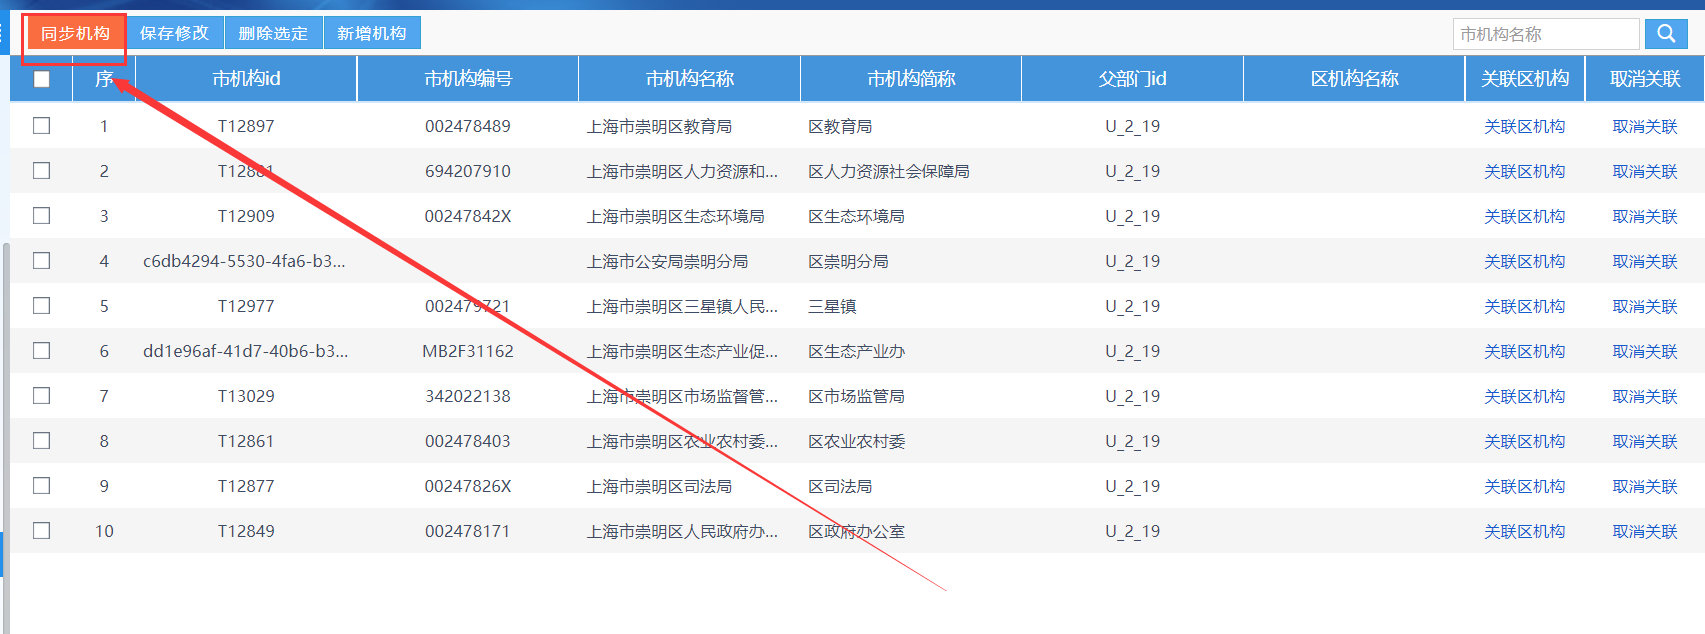 同步机构 保存修改 删除选定 新增机构 市机构名称
序 市机构id 市机构编号 市机构名称 市机构简称 父部门id 区机构名称 关联区机构 取消关联
1 T12897 002478489 上海市崇明区教育局 区教育局 U_2_19 关联区机构 取消关联
2 T12881 694207910 上海市崇明区人力资源和... 区人力资源社会保障局 U_2_19 关联区机构 取消关联
3 T12909 00247842X 上海市崇明区生态环境局 区生态环境局 U_2_19 关联区机构 取消关联
4 c6db4294-5530-4fa6-b3... 上海市公安局崇明分局 区崇明分局 U_2_19 关联区机构 取消关联
5 T12977 002479721 上海市崇明区三星镇人民... 三星镇 U_2_19 关联区机构 取消关联
6 dd1e96af-41d7-40b6-b3... MB2F31162 上海市崇明区生态产业促... 区生态产业办 U_2_19 关联区机构 取消关联
7 T13029 342022138 上海市崇明区市场监督管... 区市场监管局 U_2_19 关联区机构 取消关联
8 T12861 002478403 上海市崇明区农业农村委... 区农业农村委 U_2_19 关联区机构 取消关联
9 T12877 00247826X 上海市崇明区司法局 区司法局 U_2_19 关联区机构 取消关联
10 T12849 002478171 上海市崇明区人民政府办... 区政府办公室 U_2_19 关联区机构 取消关联